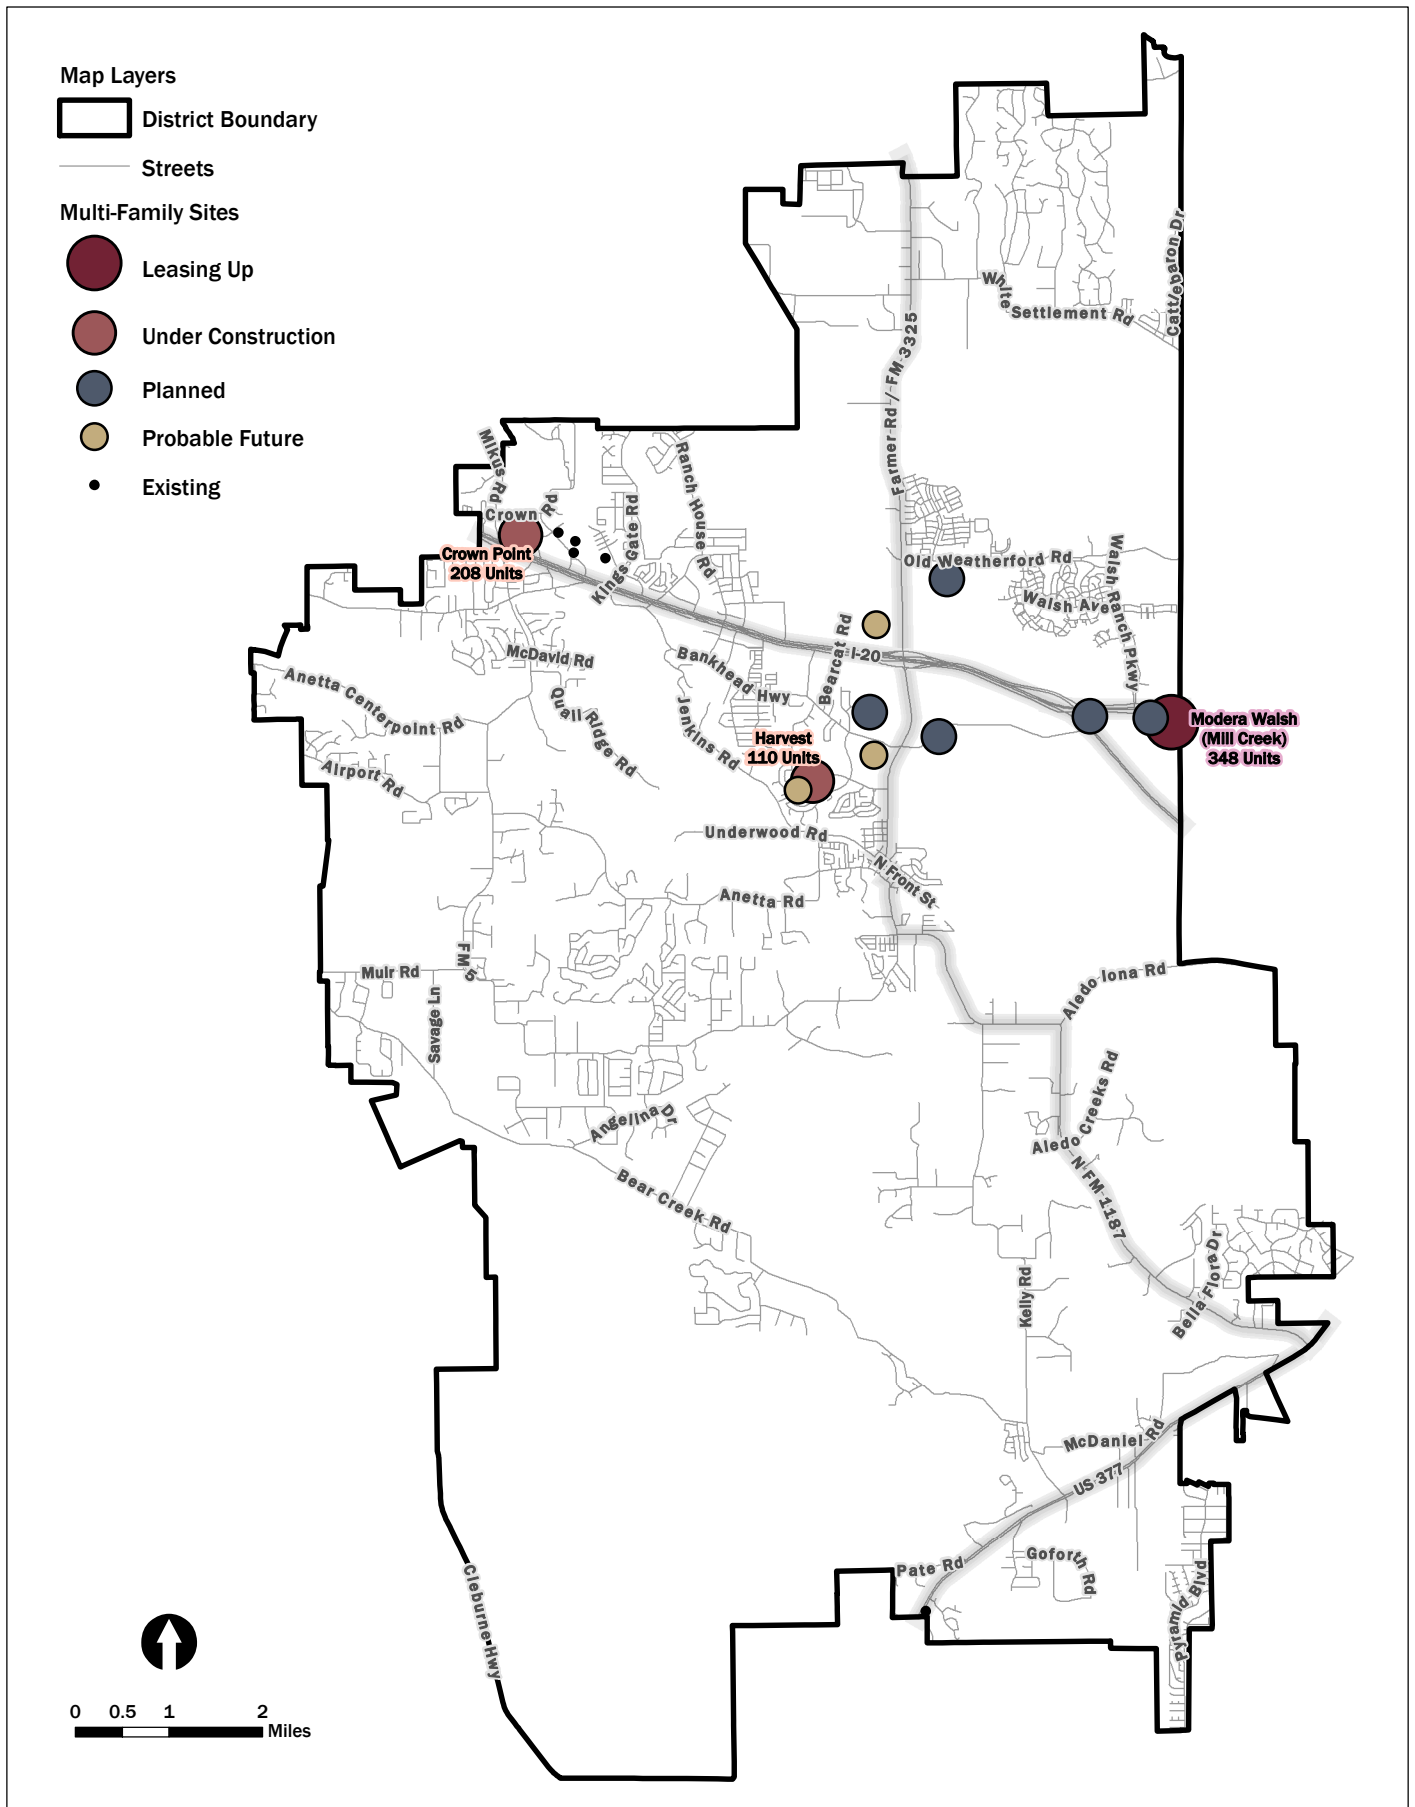 Map Layers
District Boundary
Streets
Multi-Family Sites
Leasing Up
Under Construction
Planned
Probable Future
Existing
Cattlebaron Dr
White
Settlement Rd
Farmer Rd / FM 3325
Mikus Rd
Ranch House Rd
Crown Rd
Kings Gate Rd
Crown Point
208 Units
Old Weatherford Rd
Walsh Ave
Walsh Ranch Pkwy
Bearcat Rd
I-20
McDavid Rd
Bankhead Hwy
Anetta Centerpoint Rd
Quail Ridge Rd
Jenkins Rd
Modera Walsh
(Mill Creek)
348 Units
Harvest
110 Units
Airport Rd
Underwood Rd
N Front St
Anetta Rd
FM 5
Muir Rd
Savage Ln
Aledo Iona Rd
Aledo Creeks Rd
Angelina Dr
N FM 1187
Bear Creek Rd
Bella Flora Dr
Kelly Rd
McDaniel Rd
US 377
Pate Rd
Goforth Rd
Pyramid Blvd
Cleburne Hwy
0 0.5 1 2
Miles